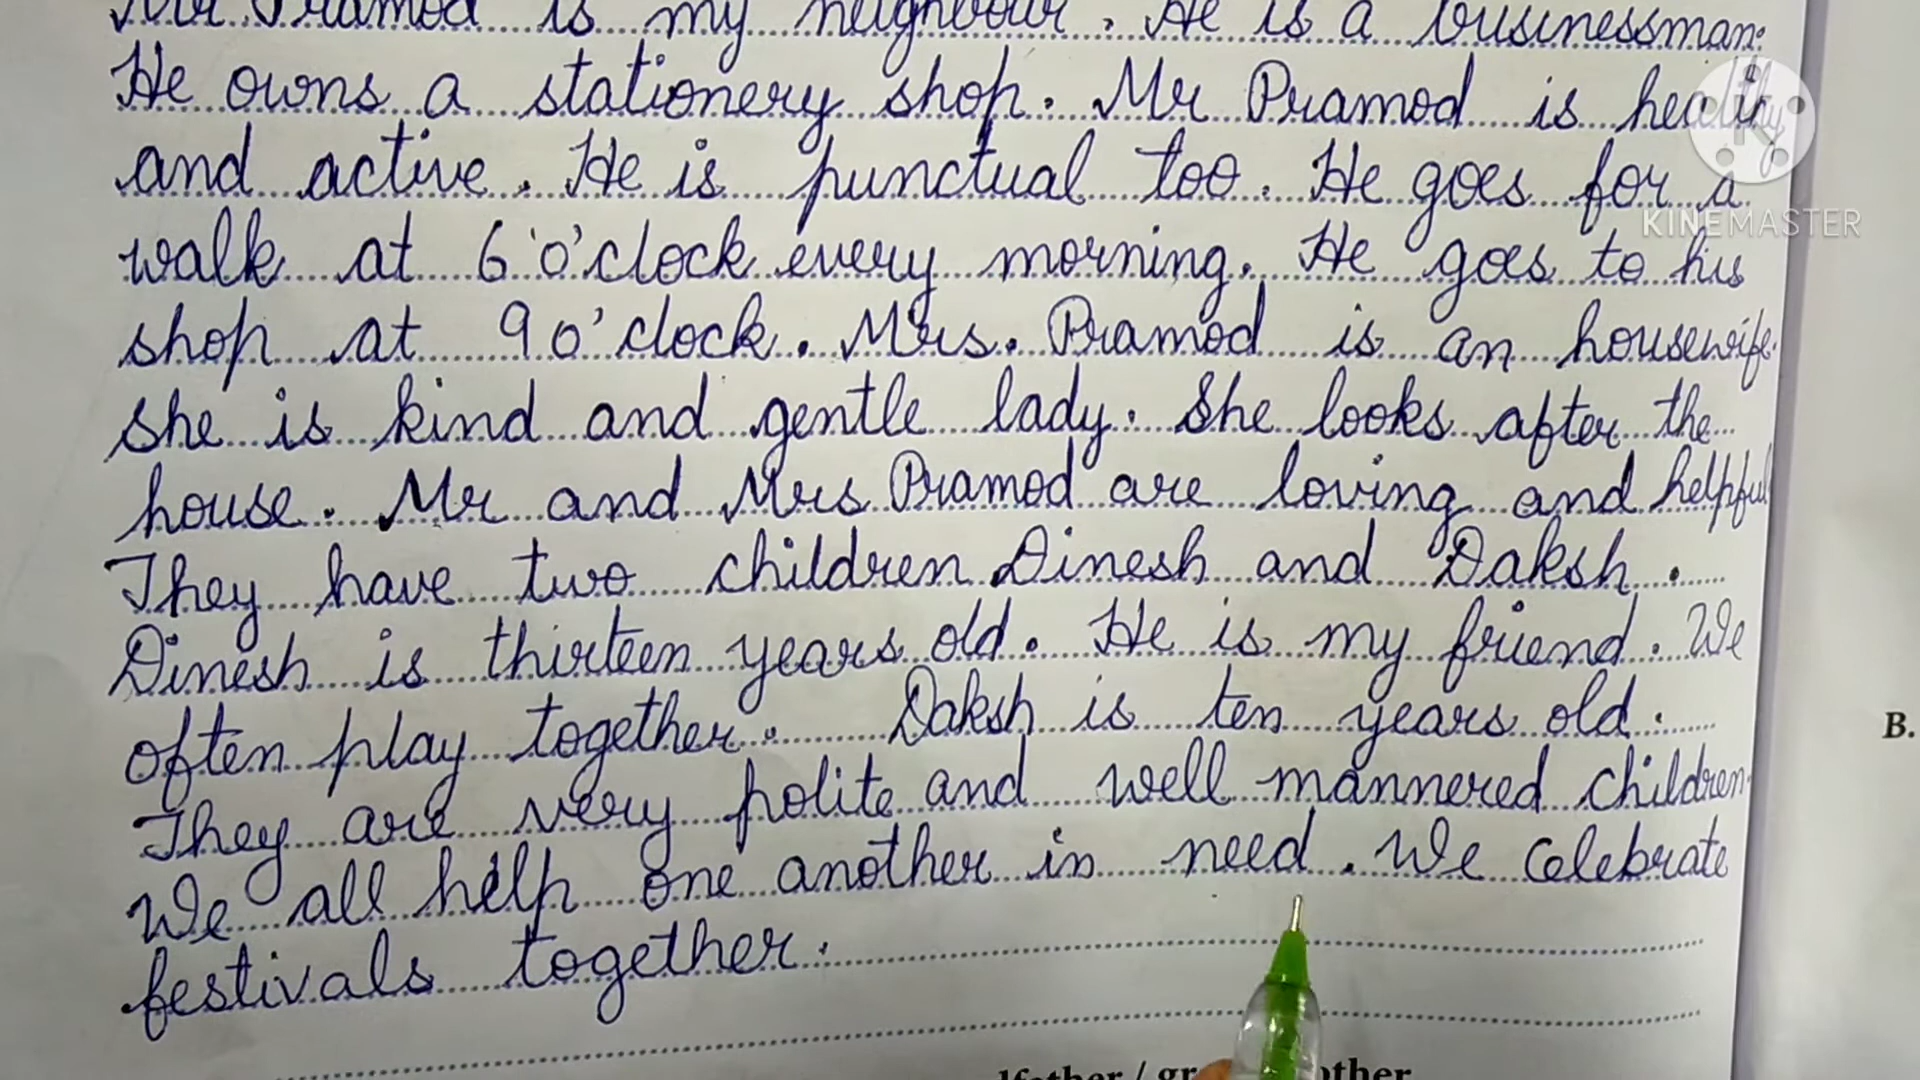 Mr Pramod is my neighbour. He is a businessman.
He owns a stationery shop. Mr Pramod is healthy
and active. He is punctual too. He goes for a
walk at 6 o'clock every morning. He goes to his
shop at 9 o'clock. Mrs. Pramod is an housewife.
She is kind and gentle lady. She looks after the
house. Mr and Mrs Pramod are loving and helpful
They have two children Dinesh and Daksh.
Dinesh is thirteen years old. He is my friend. We
often play together. Daksh is ten years old.
They are very polite and well mannered children.
We all help one another in need. We celebrate
festivals together.
KINEMASTER
B.